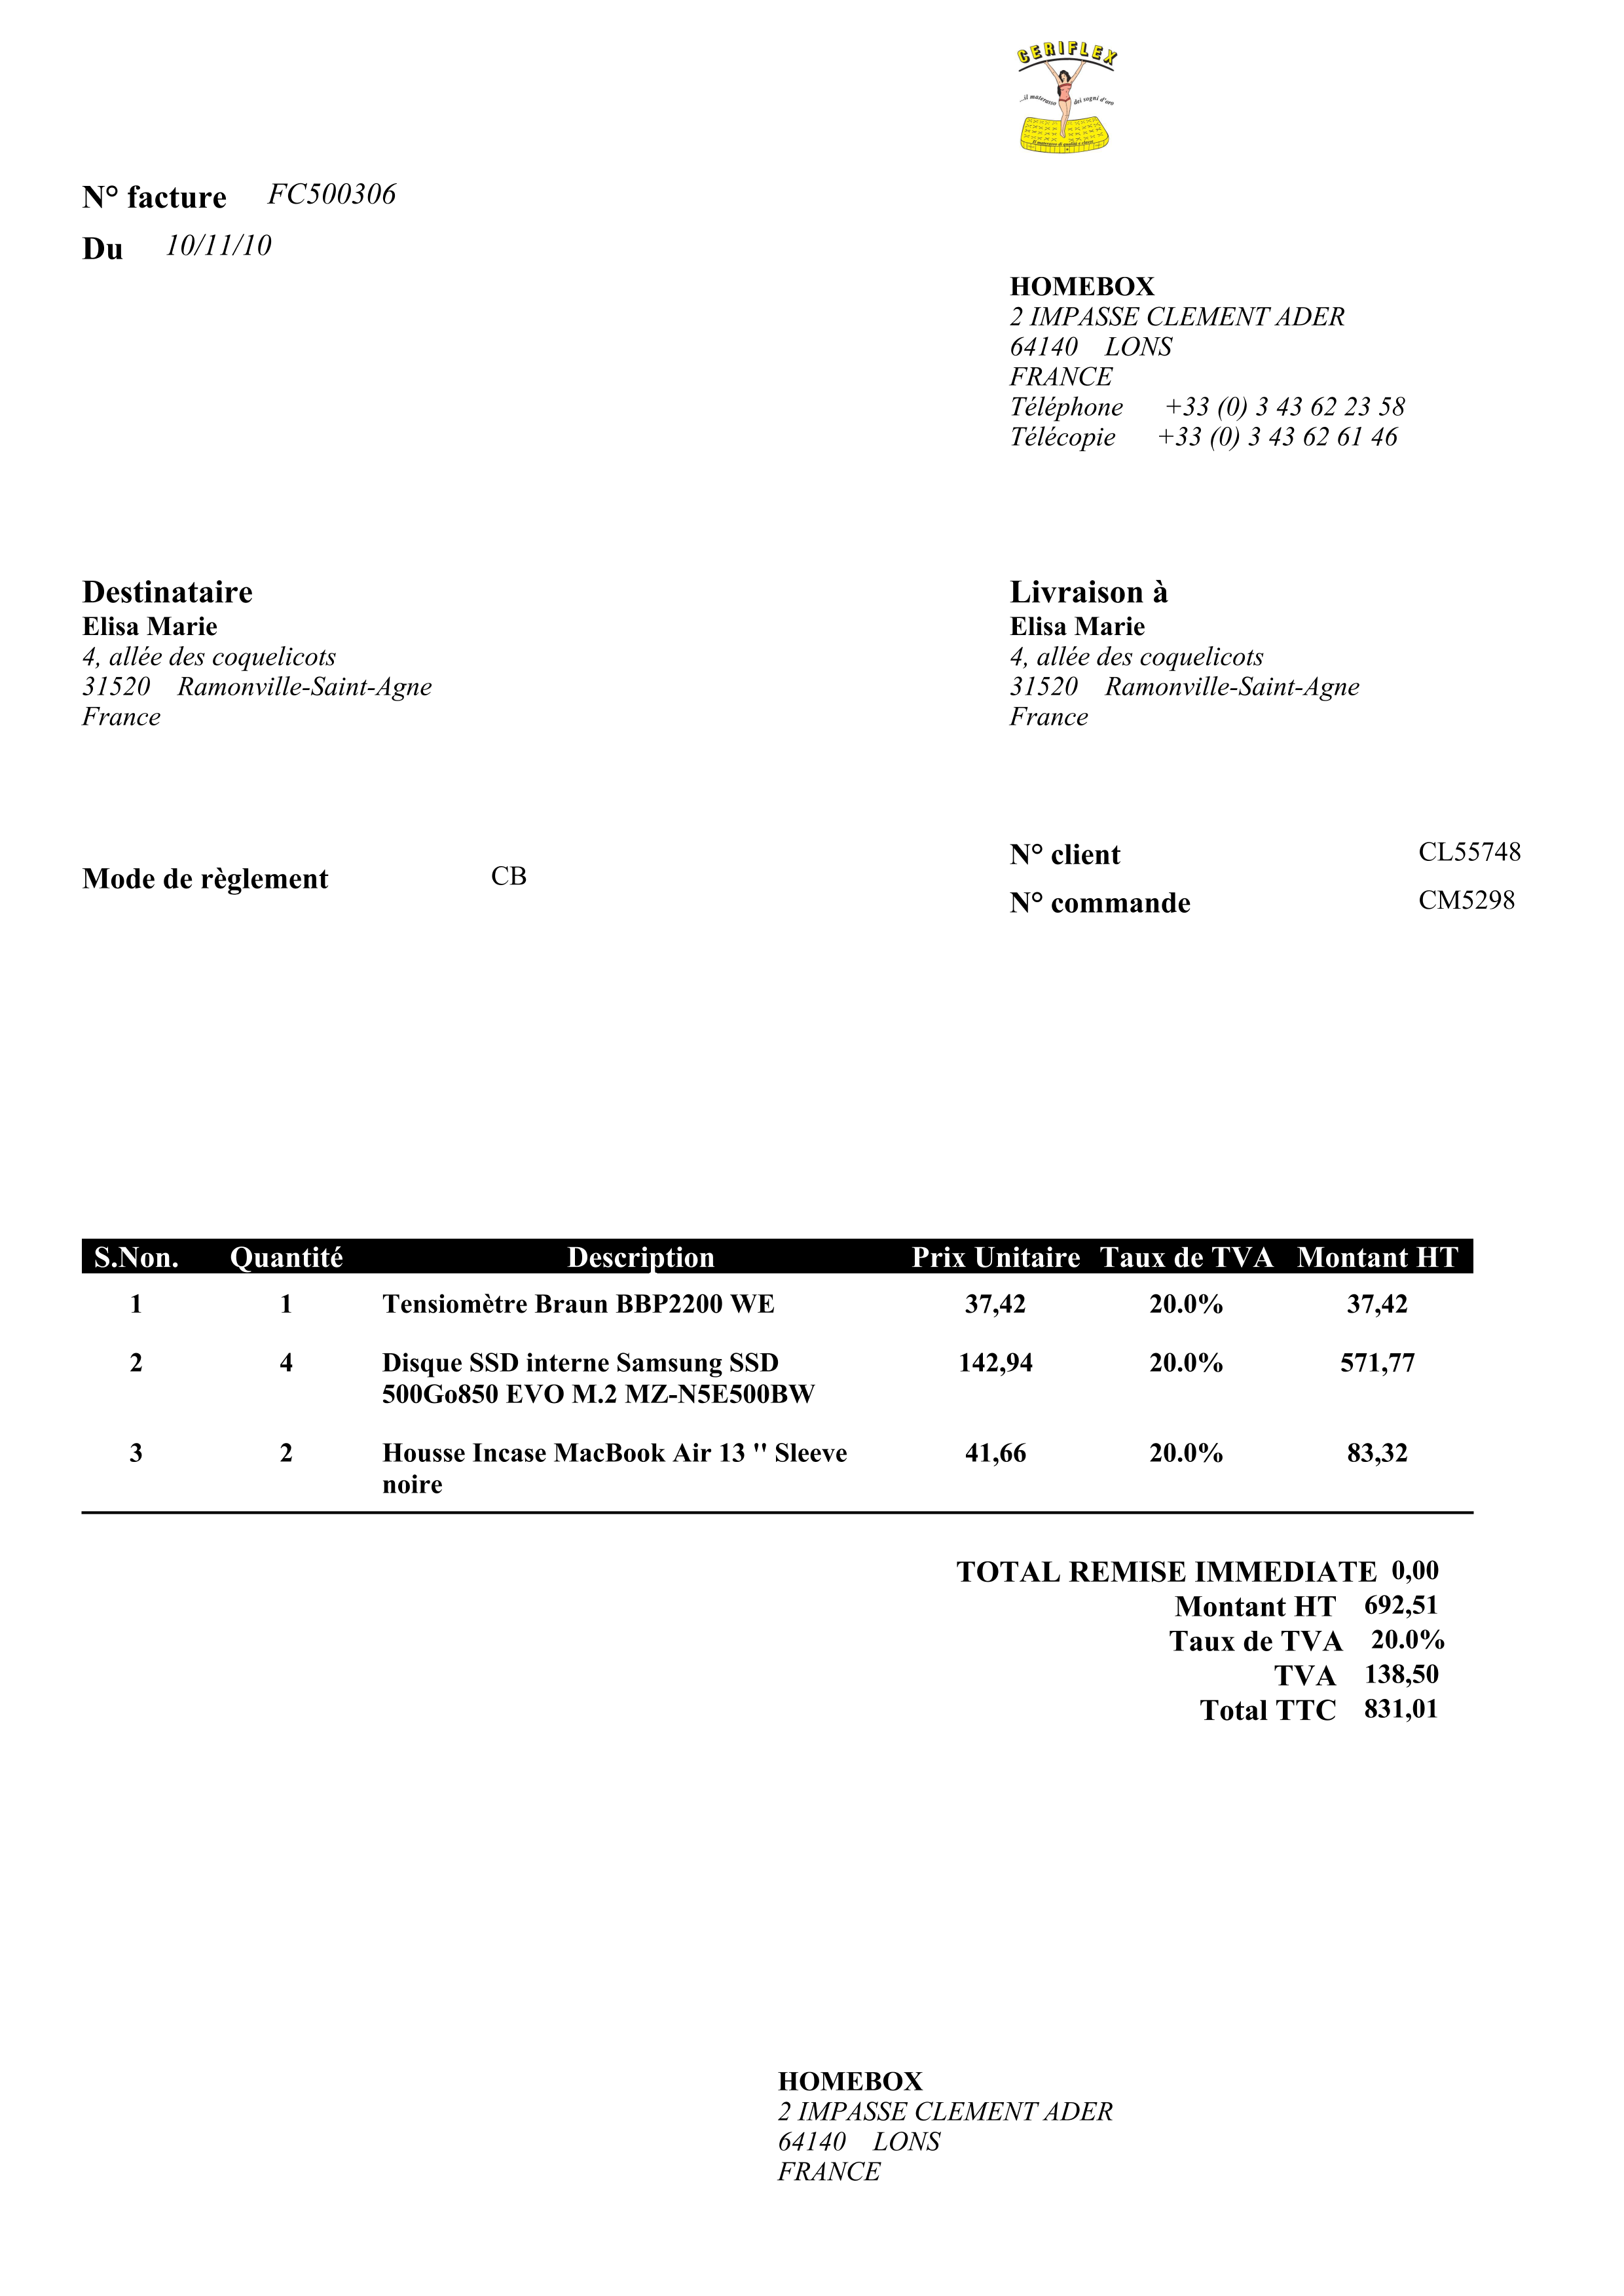 CERIFLEX
...il materasso dei sogni d'oro
N° facture FC500306
Du 10/11/10
HOMEBOX
2 IMPASSE CLEMENT ADER
64140 LONS
FRANCE
Téléphone +33 (0) 3 43 62 23 58
Télécopie +33 (0) 3 43 62 61 46
Destinataire
Elisa Marie
4, allée des coquelicots
31520 Ramonville-Saint-Agne
France
Livraison à
Elisa Marie
4, allée des coquelicots
31520 Ramonville-Saint-Agne
France
Mode de règlement CB
N° client CL55748
N° commande CM5298
S.Non. Quantité Description Prix Unitaire Taux de TVA Montant HT
1 1 Tensiomètre Braun BBP2200 WE 37,42 20.0% 37,42
2 4 Disque SSD interne Samsung SSD 142,94 20.0% 571,77
500Go850 EVO M.2 MZ-N5E500BW
3 2 Housse Incase MacBook Air 13 '' Sleeve 41,66 20.0% 83,32
noire
TOTAL REMISE IMMEDIATE 0,00
Montant HT 692,51
Taux de TVA 20.0%
TVA 138,50
Total TTC 831,01
HOMEBOX
2 IMPASSE CLEMENT ADER
64140 LONS
FRANCE